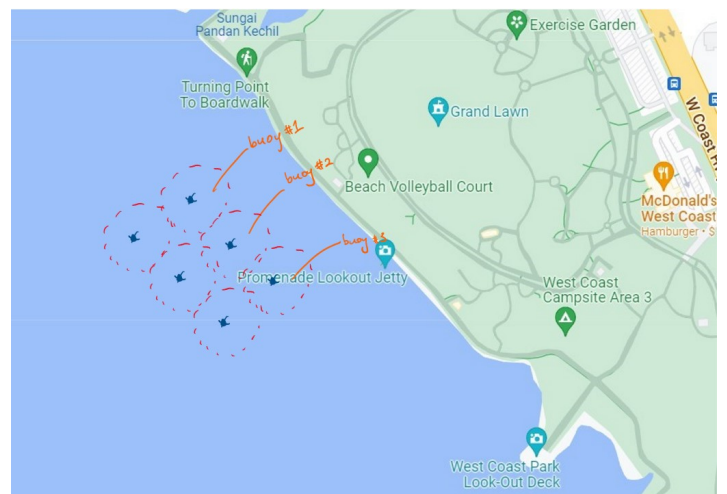 Sungai
Pandan Kechil
Exercise Garden
Turning Point
To Boardwalk
Grand Lawn
W Coast H
buoy #1
buoy #2
Beach Volleyball Court
McDonald's
West Coast
Hamburger • $
buoy #3
Promenade Lookout Jetty
West Coast
Campsite Area 3
West Coast Park
Look-Out Deck